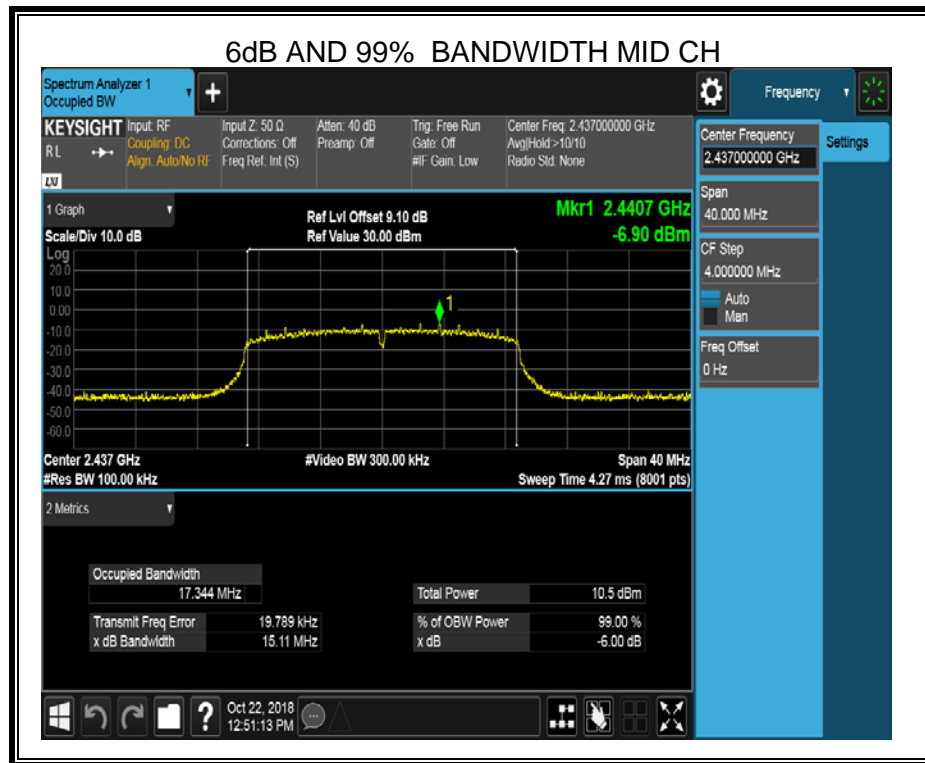 6dB AND 99% BANDWIDTH MID CH
Spectrum Analyzer 1
Occupied BW
Frequency
KEYSIGHT
RL
LXI
Input: RF
Coupling: DC
Align: Auto/No RF
Input Z: 50 Ω
Corrections: Off
Freq Ref: Int (S)
Atten: 40 dB
Preamp: Off
Trig: Free Run
Gate: Off
#IF Gain: Low
Center Freq: 2.437000000 GHz
Avg|Hold:>10/10
Radio Std: None
Center Frequency
2.437000000 GHz
Settings
Span
40.000 MHz
CF Step
4.000000 MHz
Auto
Man
Freq Offset
0 Hz
1 Graph
Scale/Div 10.0 dB
Ref Lvl Offset 9.10 dB
Ref Value 30.00 dBm
Mkr1 2.4407 GHz
-6.90 dBm
Log
20.0
10.0
0.00
-10.0
-20.0
-30.0
-40.0
-50.0
-60.0
1
Center 2.437 GHz
#Video BW 300.00 kHz
Span 40 MHz
#Res BW 100.00 kHz
Sweep Time 4.27 ms (8001 pts)
2 Metrics
Occupied Bandwidth
17.344 MHz
Total Power 10.5 dBm
Transmit Freq Error 19.789 kHz
% of OBW Power 99.00 %
x dB Bandwidth 15.11 MHz
x dB -6.00 dB
?
Oct 22, 2018
12:51:13 PM